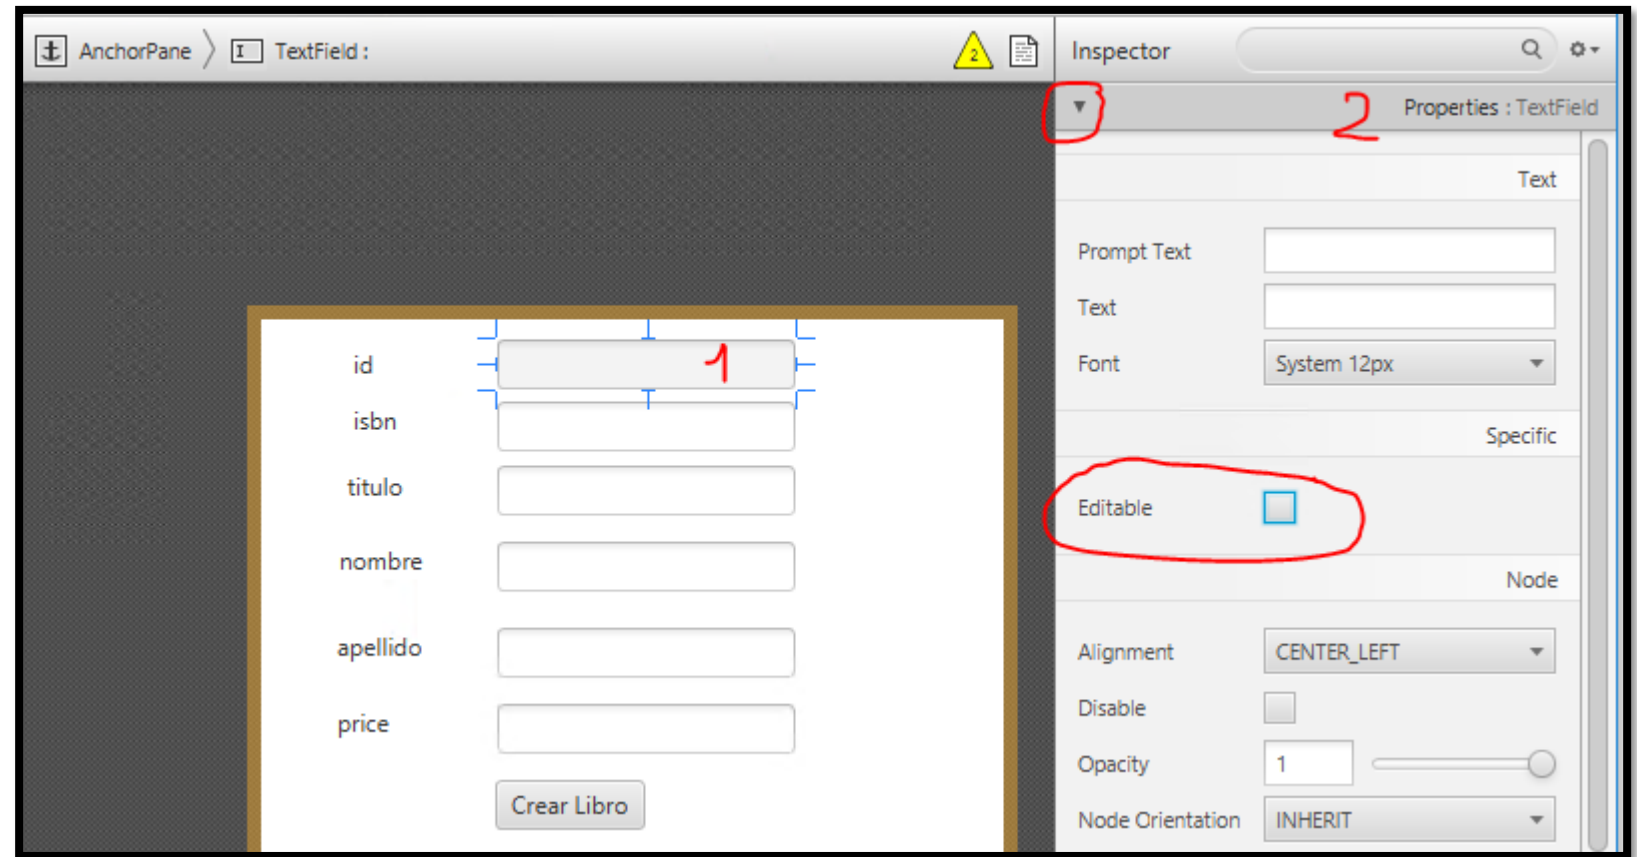 AnchorPane TextField :
2
Inspector
2
Properties : TextField
Text
Prompt Text
Text
Font System 12px
Specific
Editable
Node
Alignment CENTER_LEFT
Disable
Opacity 1
Node Orientation INHERIT
id 1
isbn
titulo
nombre
apellido
price
Crear Libro